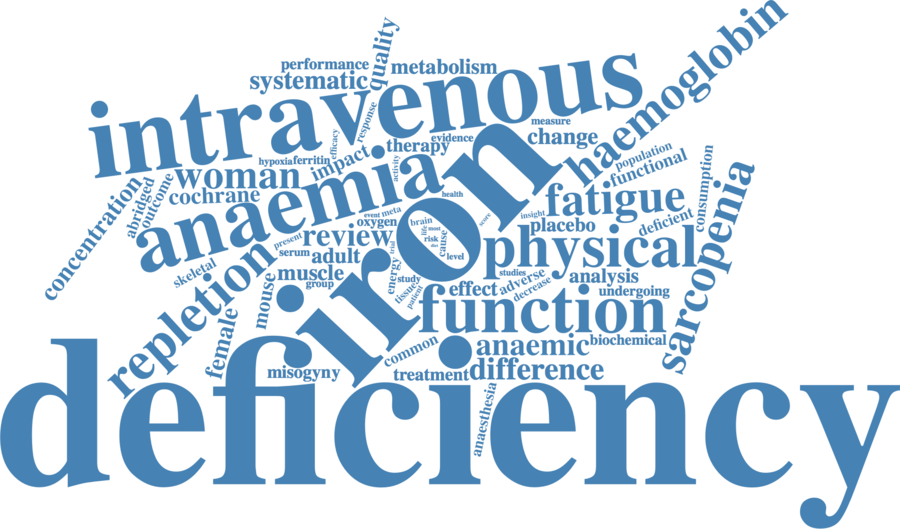 performance
systematic
quality
metabolism
haemoglobin
intravenous
response
efficacy
measure
evidence
change
therapy
hypoxia
ferritin
impact
activity
population
functional
consumption
woman
cochrane
abridged
outcome
concentration
anaemia
health
iron
fatigue
insight
placebo
deficient
sarcopenia
event
meta
oxygen
brain
life
most
risk
diet
cause
score
level
present
review
trial
serum
adult
physical
skeletal
muscle
group
energy
study
tissue
patient
studies
effect
adverse
decrease
analysis
undergoing
repletion
mouse
female
function
misogyny
common
treatment
anaemic
biochemical
difference
anaesthesia
deficiency